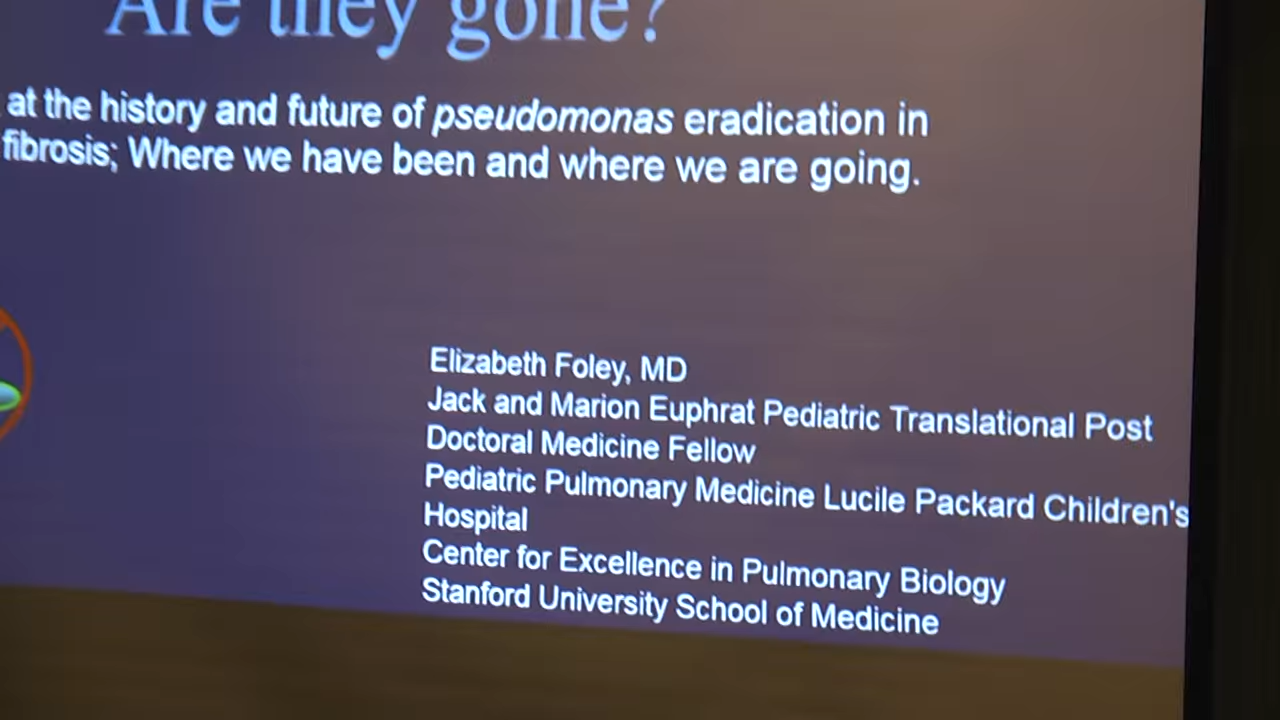 Are they gone?
at the history and future of pseudomonas eradication in
fibrosis; Where we have been and where we are going.
Elizabeth Foley, MD
Jack and Marion Euphrat Pediatric Translational Post
Doctoral Medicine Fellow
Pediatric Pulmonary Medicine Lucile Packard Children's
Hospital
Center for Excellence in Pulmonary Biology
Stanford University School of Medicine